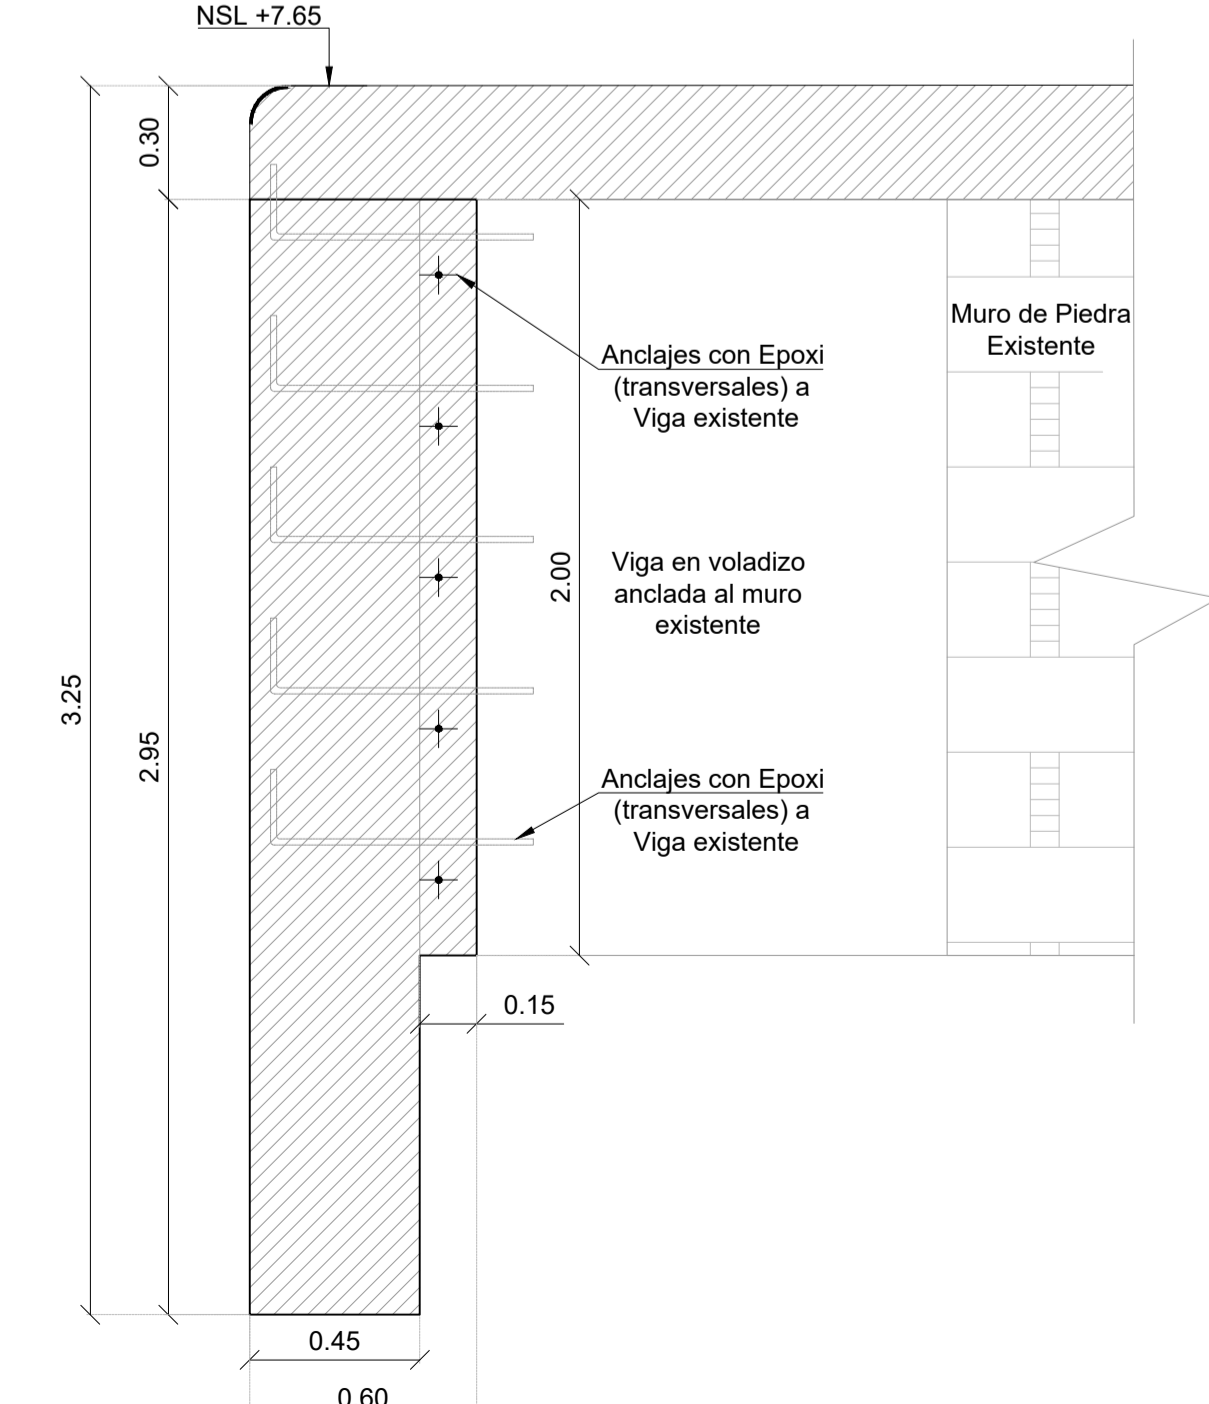 NSL +7.65
0.30
Muro de Piedra
Existente
Anclajes con Epoxi
(transversales) a
Viga existente
2.00
Viga en voladizo
anclada al muro
existente
3.25
2.95
Anclajes con Epoxi
(transversales) a
Viga existente
0.15
0.45
0.60